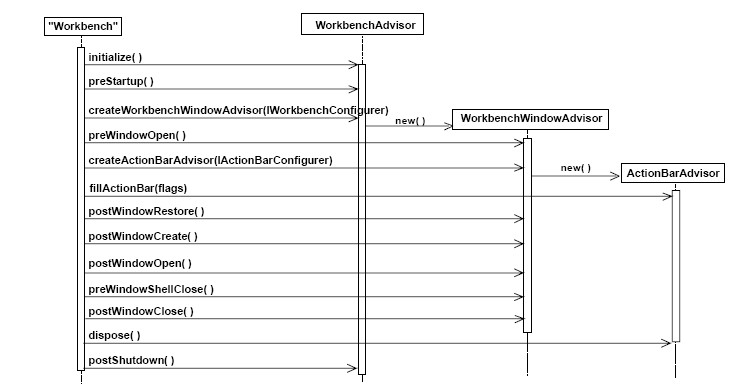 "Workbench"
WorkbenchAdvisor
initialize( )
preStartup( )
createWorkbenchWindowAdvisor(IWorkbenchConfigurer)
new( )
WorkbenchWindowAdvisor
preWindowOpen( )
createActionBarAdvisor(IActionBarConfigurer)
new( )
ActionBarAdvisor
fillActionBar(flags)
postWindowRestore( )
postWindowCreate( )
postWindowOpen( )
preWindowShellClose( )
postWindowClose( )
dispose( )
postShutdown( )